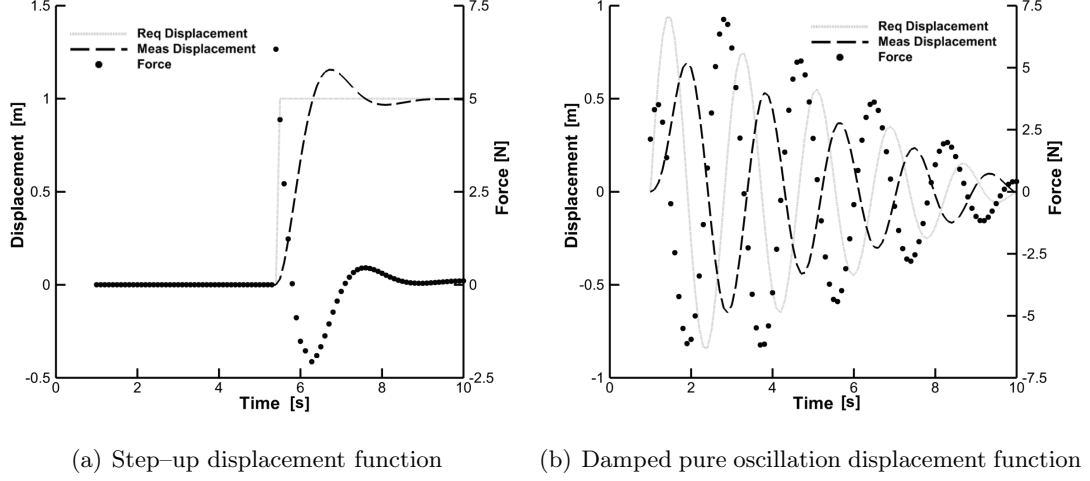 1.5
1
0.5
0
-0.5
Displacement [m]
7.5
5
2.5
0
-2.5
Force [N]
Req Displacement
Meas Displacement
Force
0
2
4
6
8
10
Time [s]
1
0.5
0
-0.5
-1
Displacement [m]
7.5
5
2.5
0
-2.5
-5
-7.5
Force [N]
Req Displacement
Meas Displacement
Force
0
2
4
6
8
10
Time [s]
(a) Step–up displacement function
(b) Damped pure oscillation displacement function